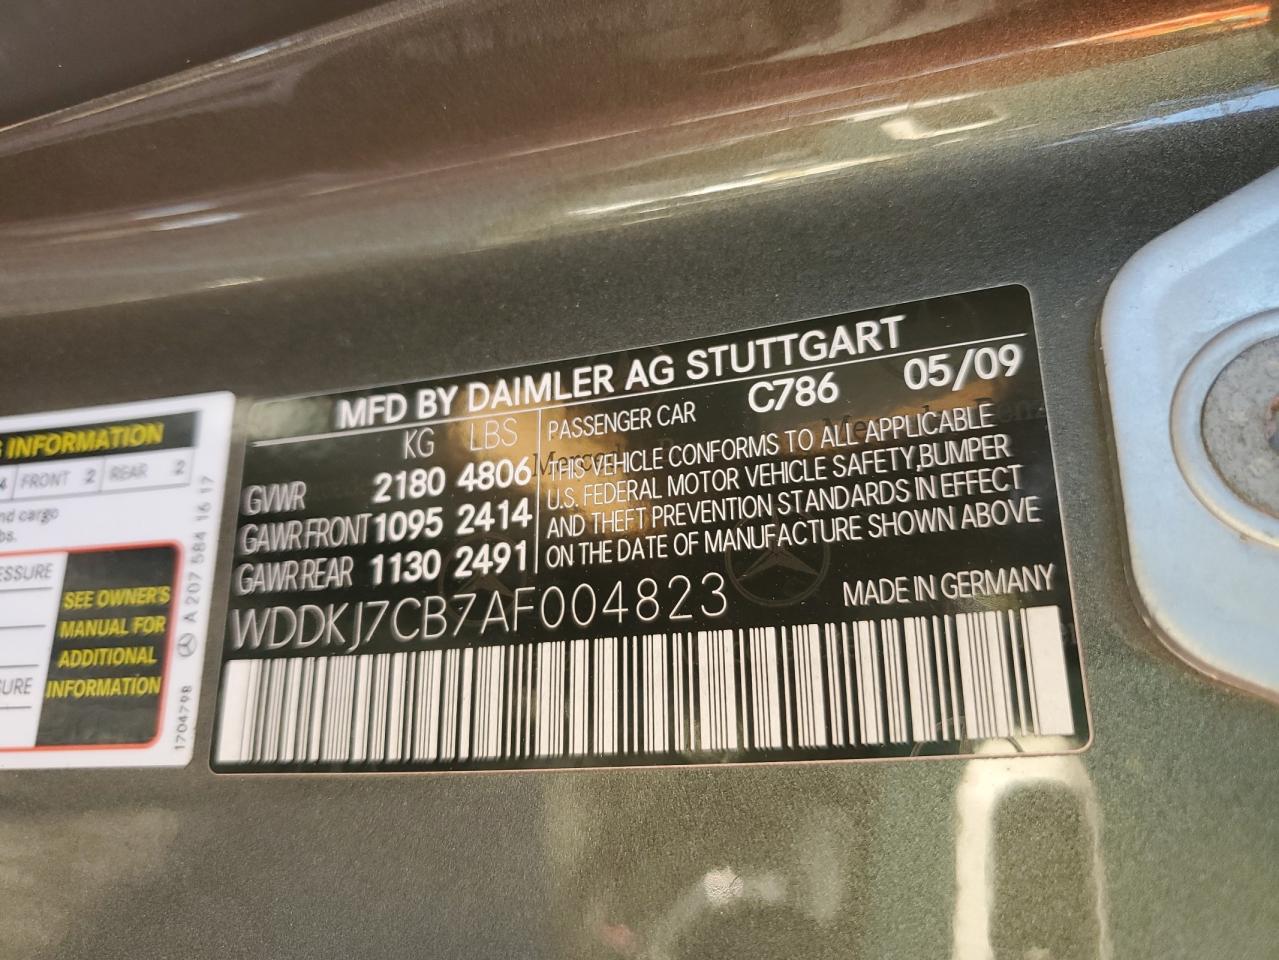 MFD BY DAIMLER AG STUTTGART
KG LBS
GVWR 2180 4806
GAWR FRONT 1095 2414
GAWR REAR 1130 2491
PASSENGER CAR C786 05/09
THIS VEHICLE CONFORMS TO ALL APPLICABLE
U.S. FEDERAL MOTOR VEHICLE SAFETY,BUMPER
AND THEFT PREVENTION STANDARDS IN EFFECT
ON THE DATE OF MANUFACTURE SHOWN ABOVE
WDDKJ7CB7AF004823 MADE IN GERMANY
INFORMATION
4 FRONT 2 REAR 2
cargo
SEE OWNER'S
MANUAL FOR
ADDITIONAL
INFORMATION
170479B A 207 584 16 17